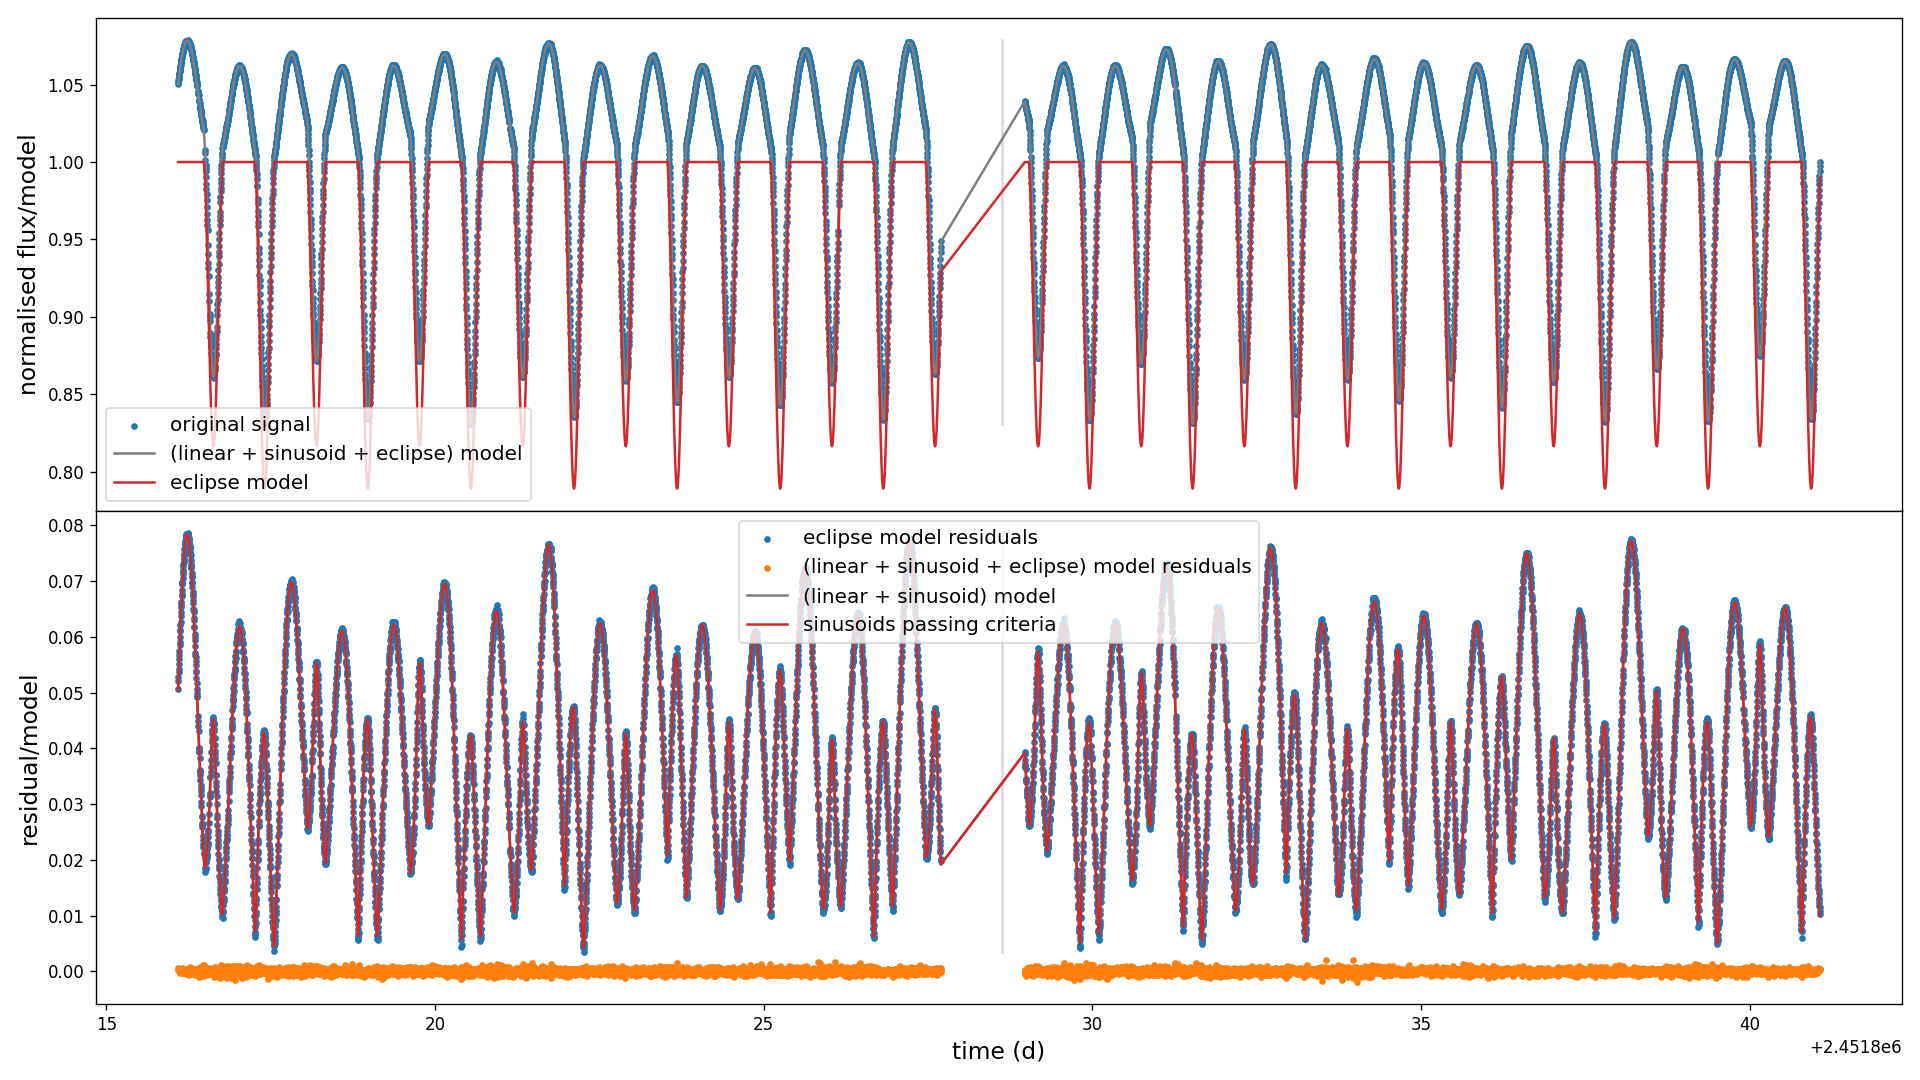 normalised flux/model
1.05
1.00
0.95
0.90
0.85
0.80
original signal
(linear + sinusoid + eclipse) model
eclipse model
residual/model
0.08
0.07
0.06
0.05
0.04
0.03
0.02
0.01
0.00
eclipse model residuals
(linear + sinusoid + eclipse) model residuals
(linear + sinusoid) model
sinusoids passing criteria
15 20 25 30 35 40
time (d)
+2.4518e6